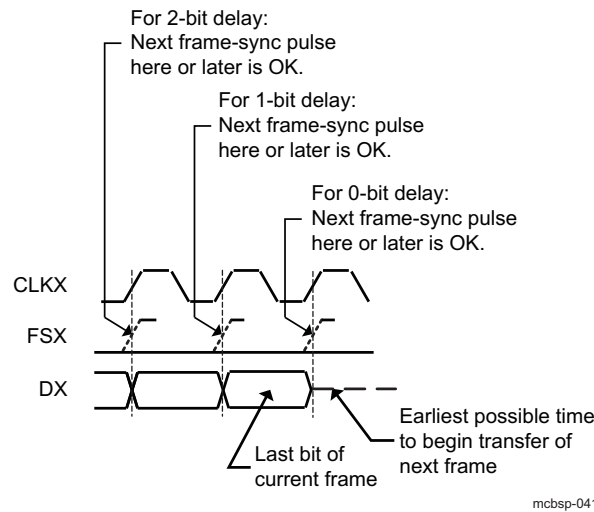 For 2-bit delay:
Next frame-sync pulse
here or later is OK.
For 1-bit delay:
Next frame-sync pulse
here or later is OK.
For 0-bit delay:
Next frame-sync pulse
here or later is OK.
CLKX
FSX
DX
Last bit of
current frame
Earliest possible time
to begin transfer of
next frame
mcbsp-041